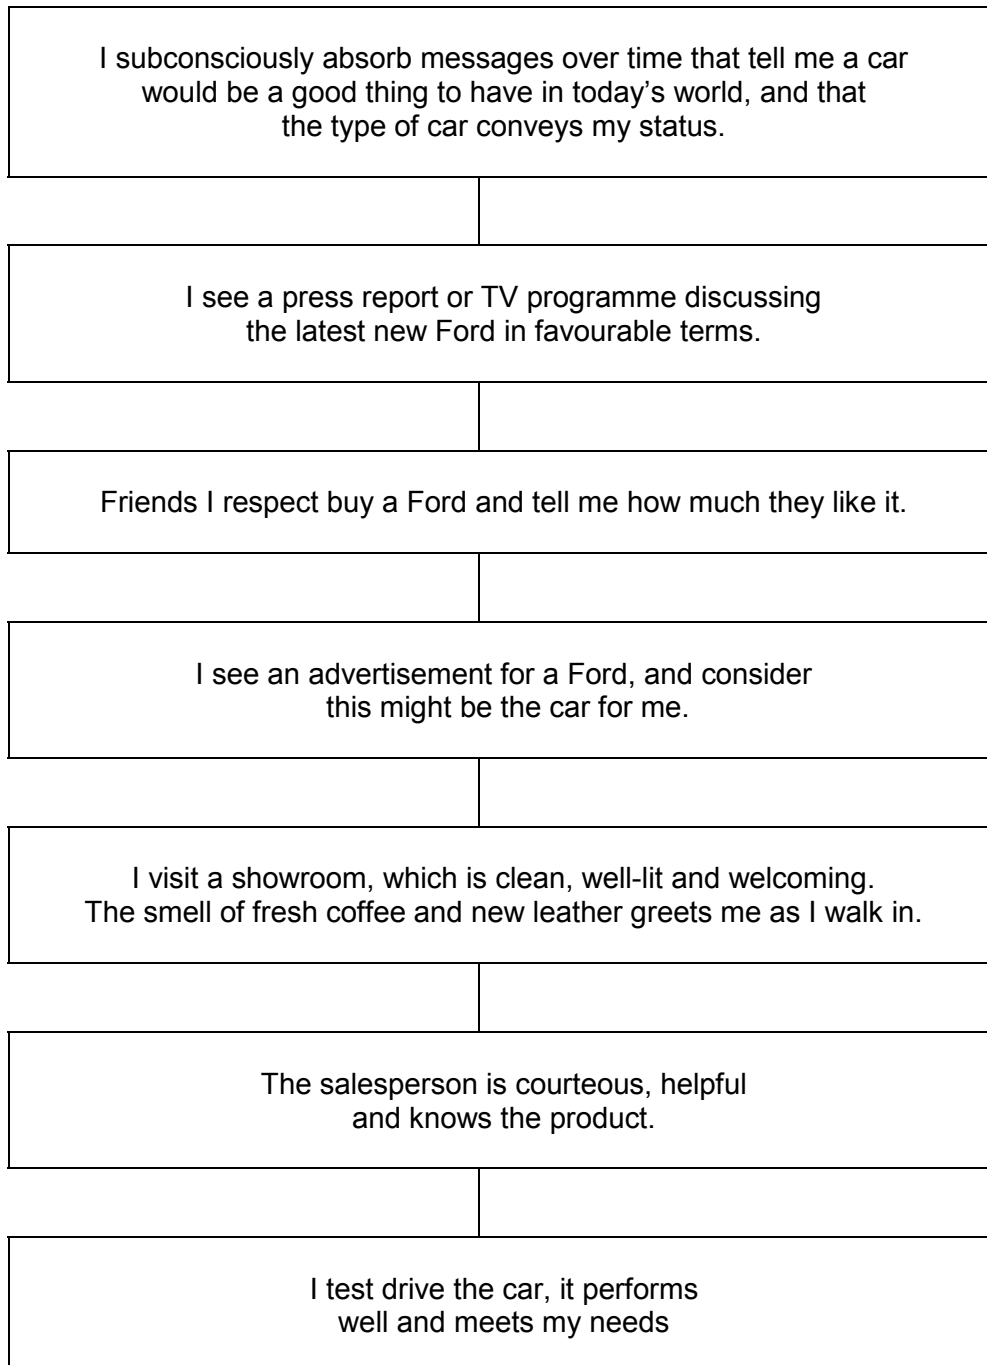 I subconsciously absorb messages over time that tell me a car
would be a good thing to have in today’s world, and that
the type of car conveys my status.
I see a press report or TV programme discussing
the latest new Ford in favourable terms.
Friends I respect buy a Ford and tell me how much they like it.
I see an advertisement for a Ford, and consider
this might be the car for me.
I visit a showroom, which is clean, well-lit and welcoming.
The smell of fresh coffee and new leather greets me as I walk in.
The salesperson is courteous, helpful
and knows the product.
I test drive the car, it performs
well and meets my needs